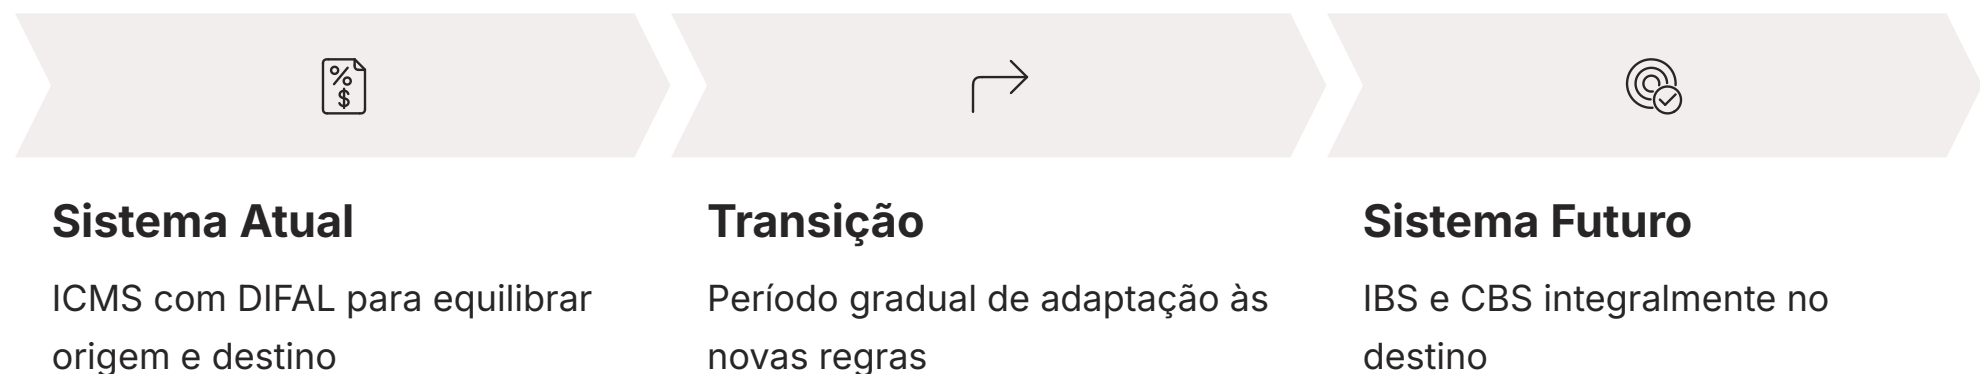 %
$
Sistema Atual
ICMS com DIFAL para equilibrar
origem e destino
Transição
Período gradual de adaptação às
novas regras
Sistema Futuro
IBS e CBS integralmente no
destino